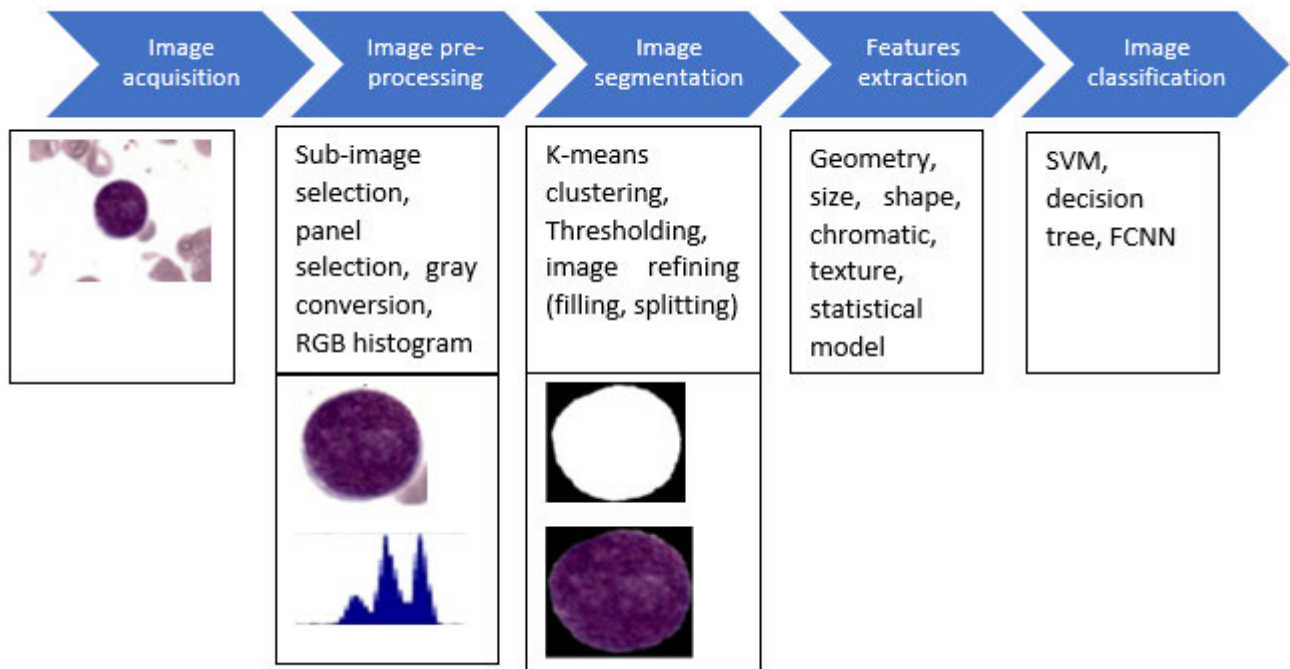 Image
acquisition
Image pre-
processing
Image
segmentation
Features
extraction
Image
classification
Sub-image
selection,
panel
selection, gray
conversion,
RGB histogram
K-means
clustering,
Thresholding,
image refining
(filling, splitting)
Geometry,
size, shape,
chromatic,
texture,
statistical
model
SVM,
decision
tree, FCNN